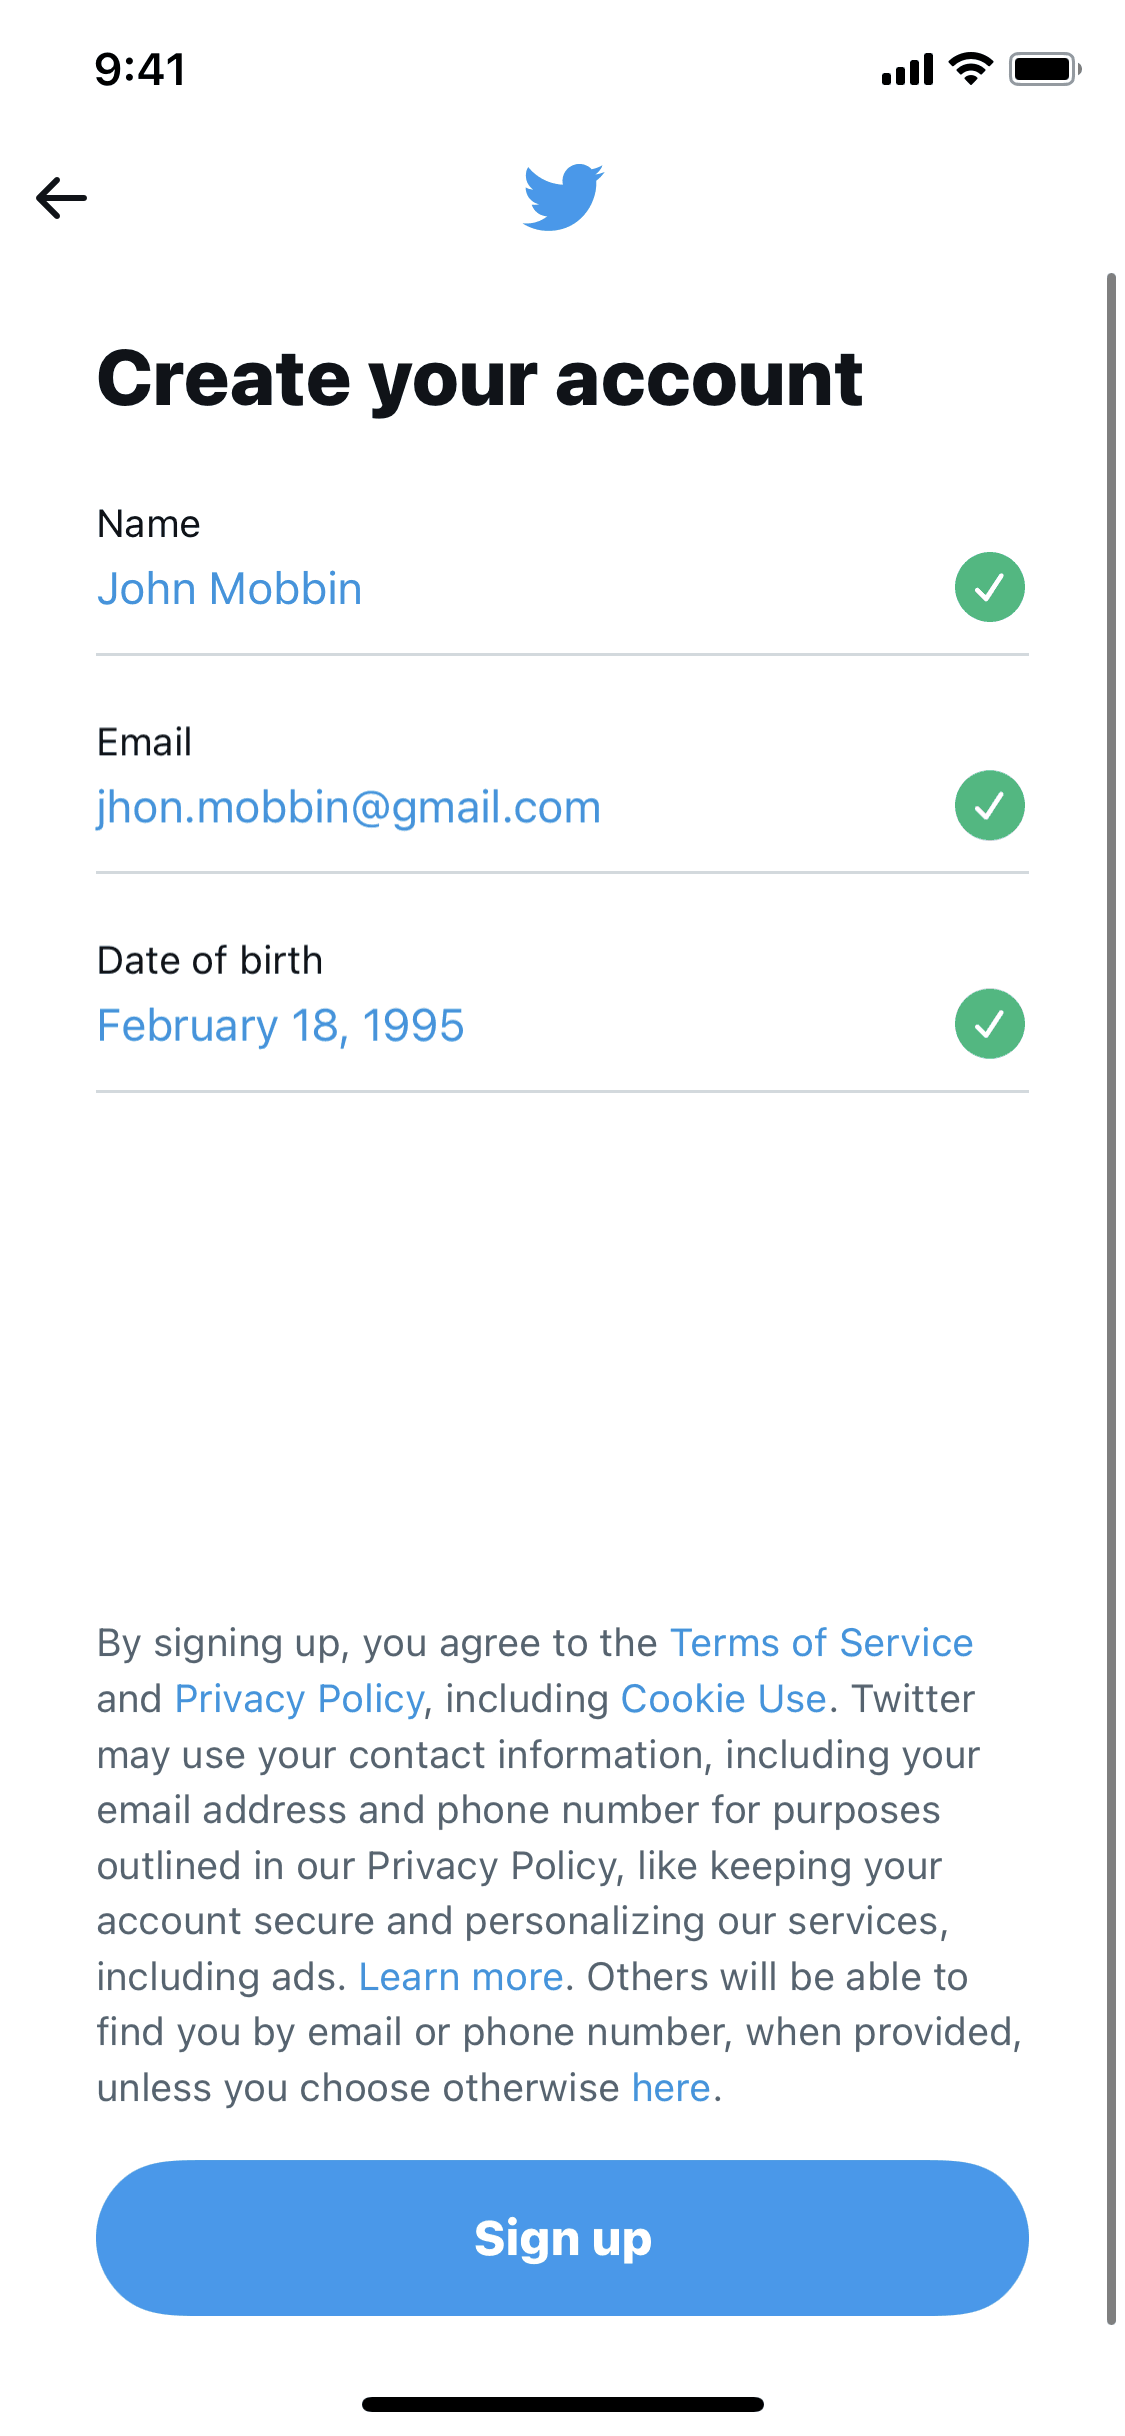 9:41
Create your account
Name
John Mobbin
Email
jhon.mobbin@gmail.com
Date of birth
February 18, 1995
By signing up, you agree to the Terms of Service
and Privacy Policy, including Cookie Use. Twitter
may use your contact information, including your
email address and phone number for purposes
outlined in our Privacy Policy, like keeping your
account secure and personalizing our services,
including ads. Learn more. Others will be able to
find you by email or phone number, when provided,
unless you choose otherwise here.
Sign up